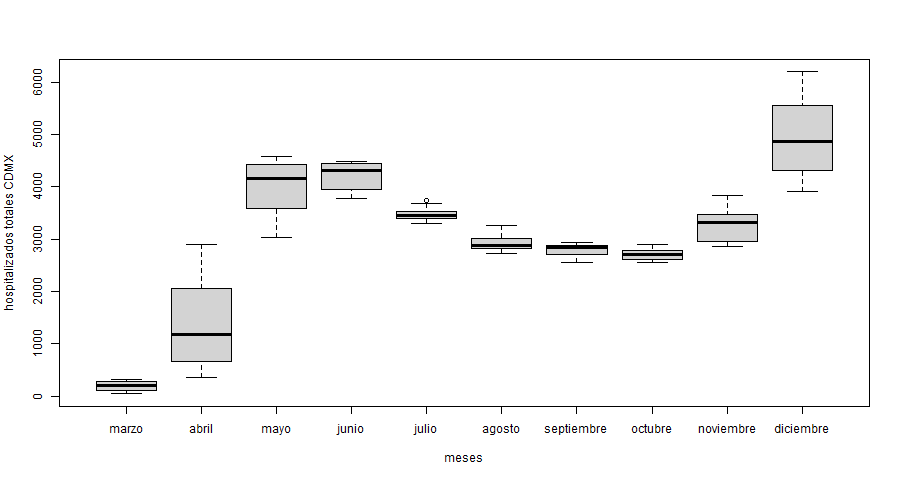 hospitalizados totales CDMX
6000
5000
4000
3000
2000
1000
0
marzo abril mayo junio julio agosto septiembre octubre noviembre diciembre
meses